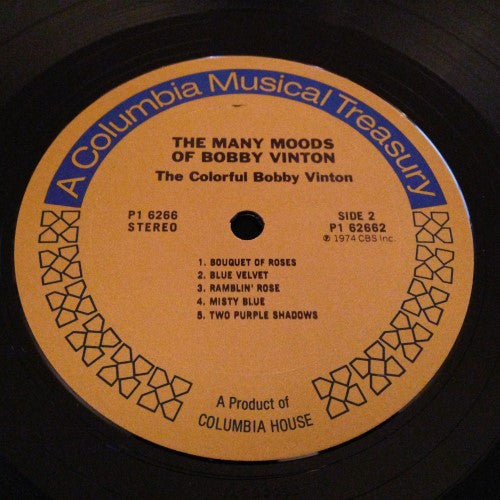 A Columbia Musical Treasury
THE MANY MOODS
OF BOBBY VINTON
The Colorful Bobby Vinton
P1 6266
STEREO
SIDE 2
P1 62662
℗ 1974 CBS Inc.
1. BOUQUET OF ROSES
2. BLUE VELVET
3. RAMBLIN' ROSE
4. MISTY BLUE
5. TWO PURPLE SHADOWS
A Product of
COLUMBIA HOUSE